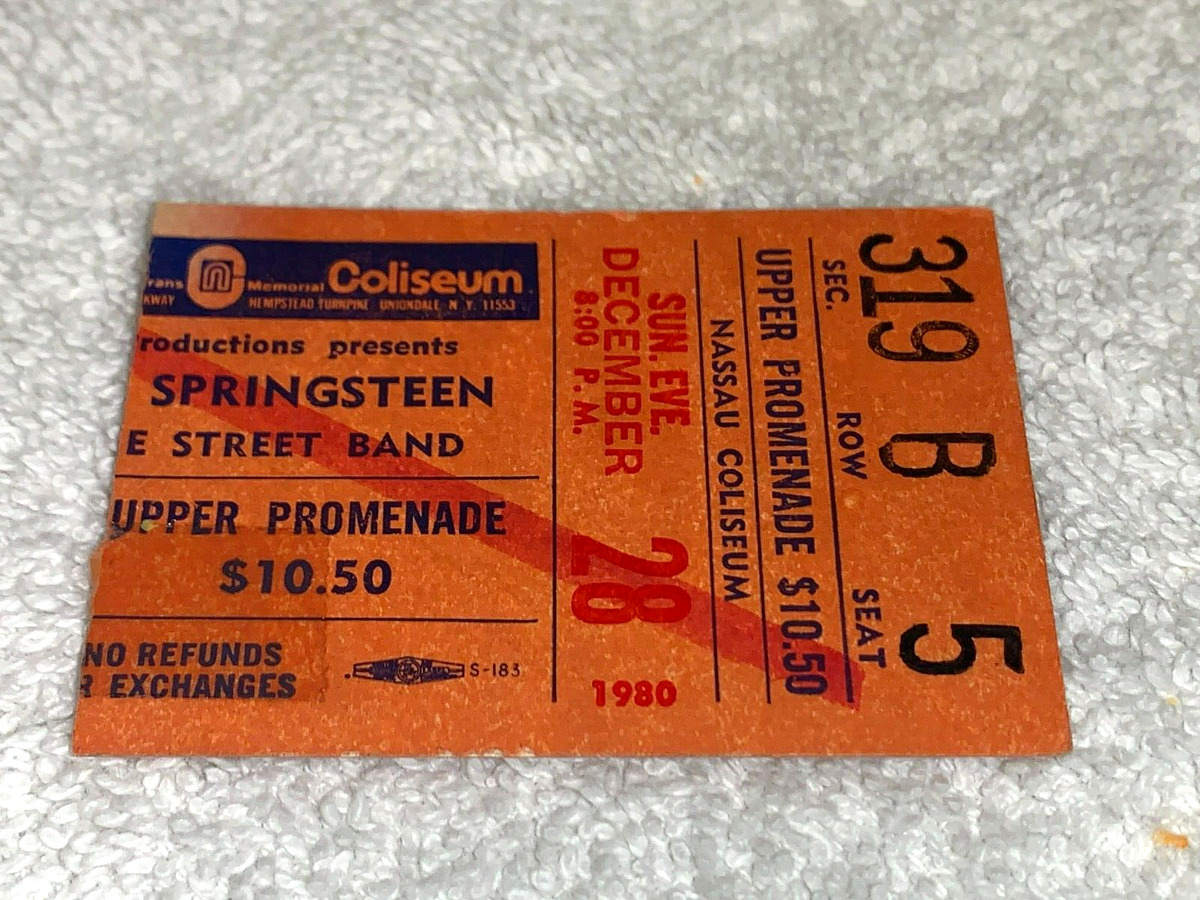 rans
KWAY
Memorial Coliseum
HEMPSTEAD TURNPIKE UNIONDALE, N. Y. 11553
roductions presents
SPRINGSTEEN
E STREET BAND
UPPER PROMENADE
$10.50
NO REFUNDS
R EXCHANGES
S-183
SUN. EVE.
DECEMBER 28
8:00 P.M.
1980
NASSAU COLISEUM
UPPER PROMENADE $10.50
SEC. ROW SEAT
319 B 5